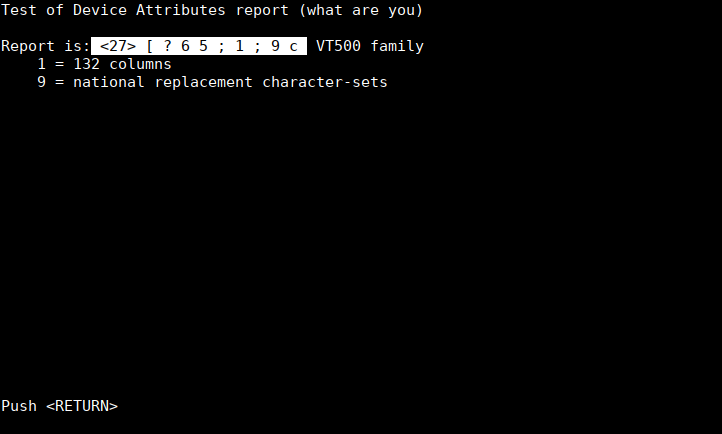 Test of Device Attributes report (what are you)
Report is: <27> [ ? 6 5 ; 1 ; 9 c  VT500 family
1 = 132 columns
9 = national replacement character-sets
Push <RETURN>